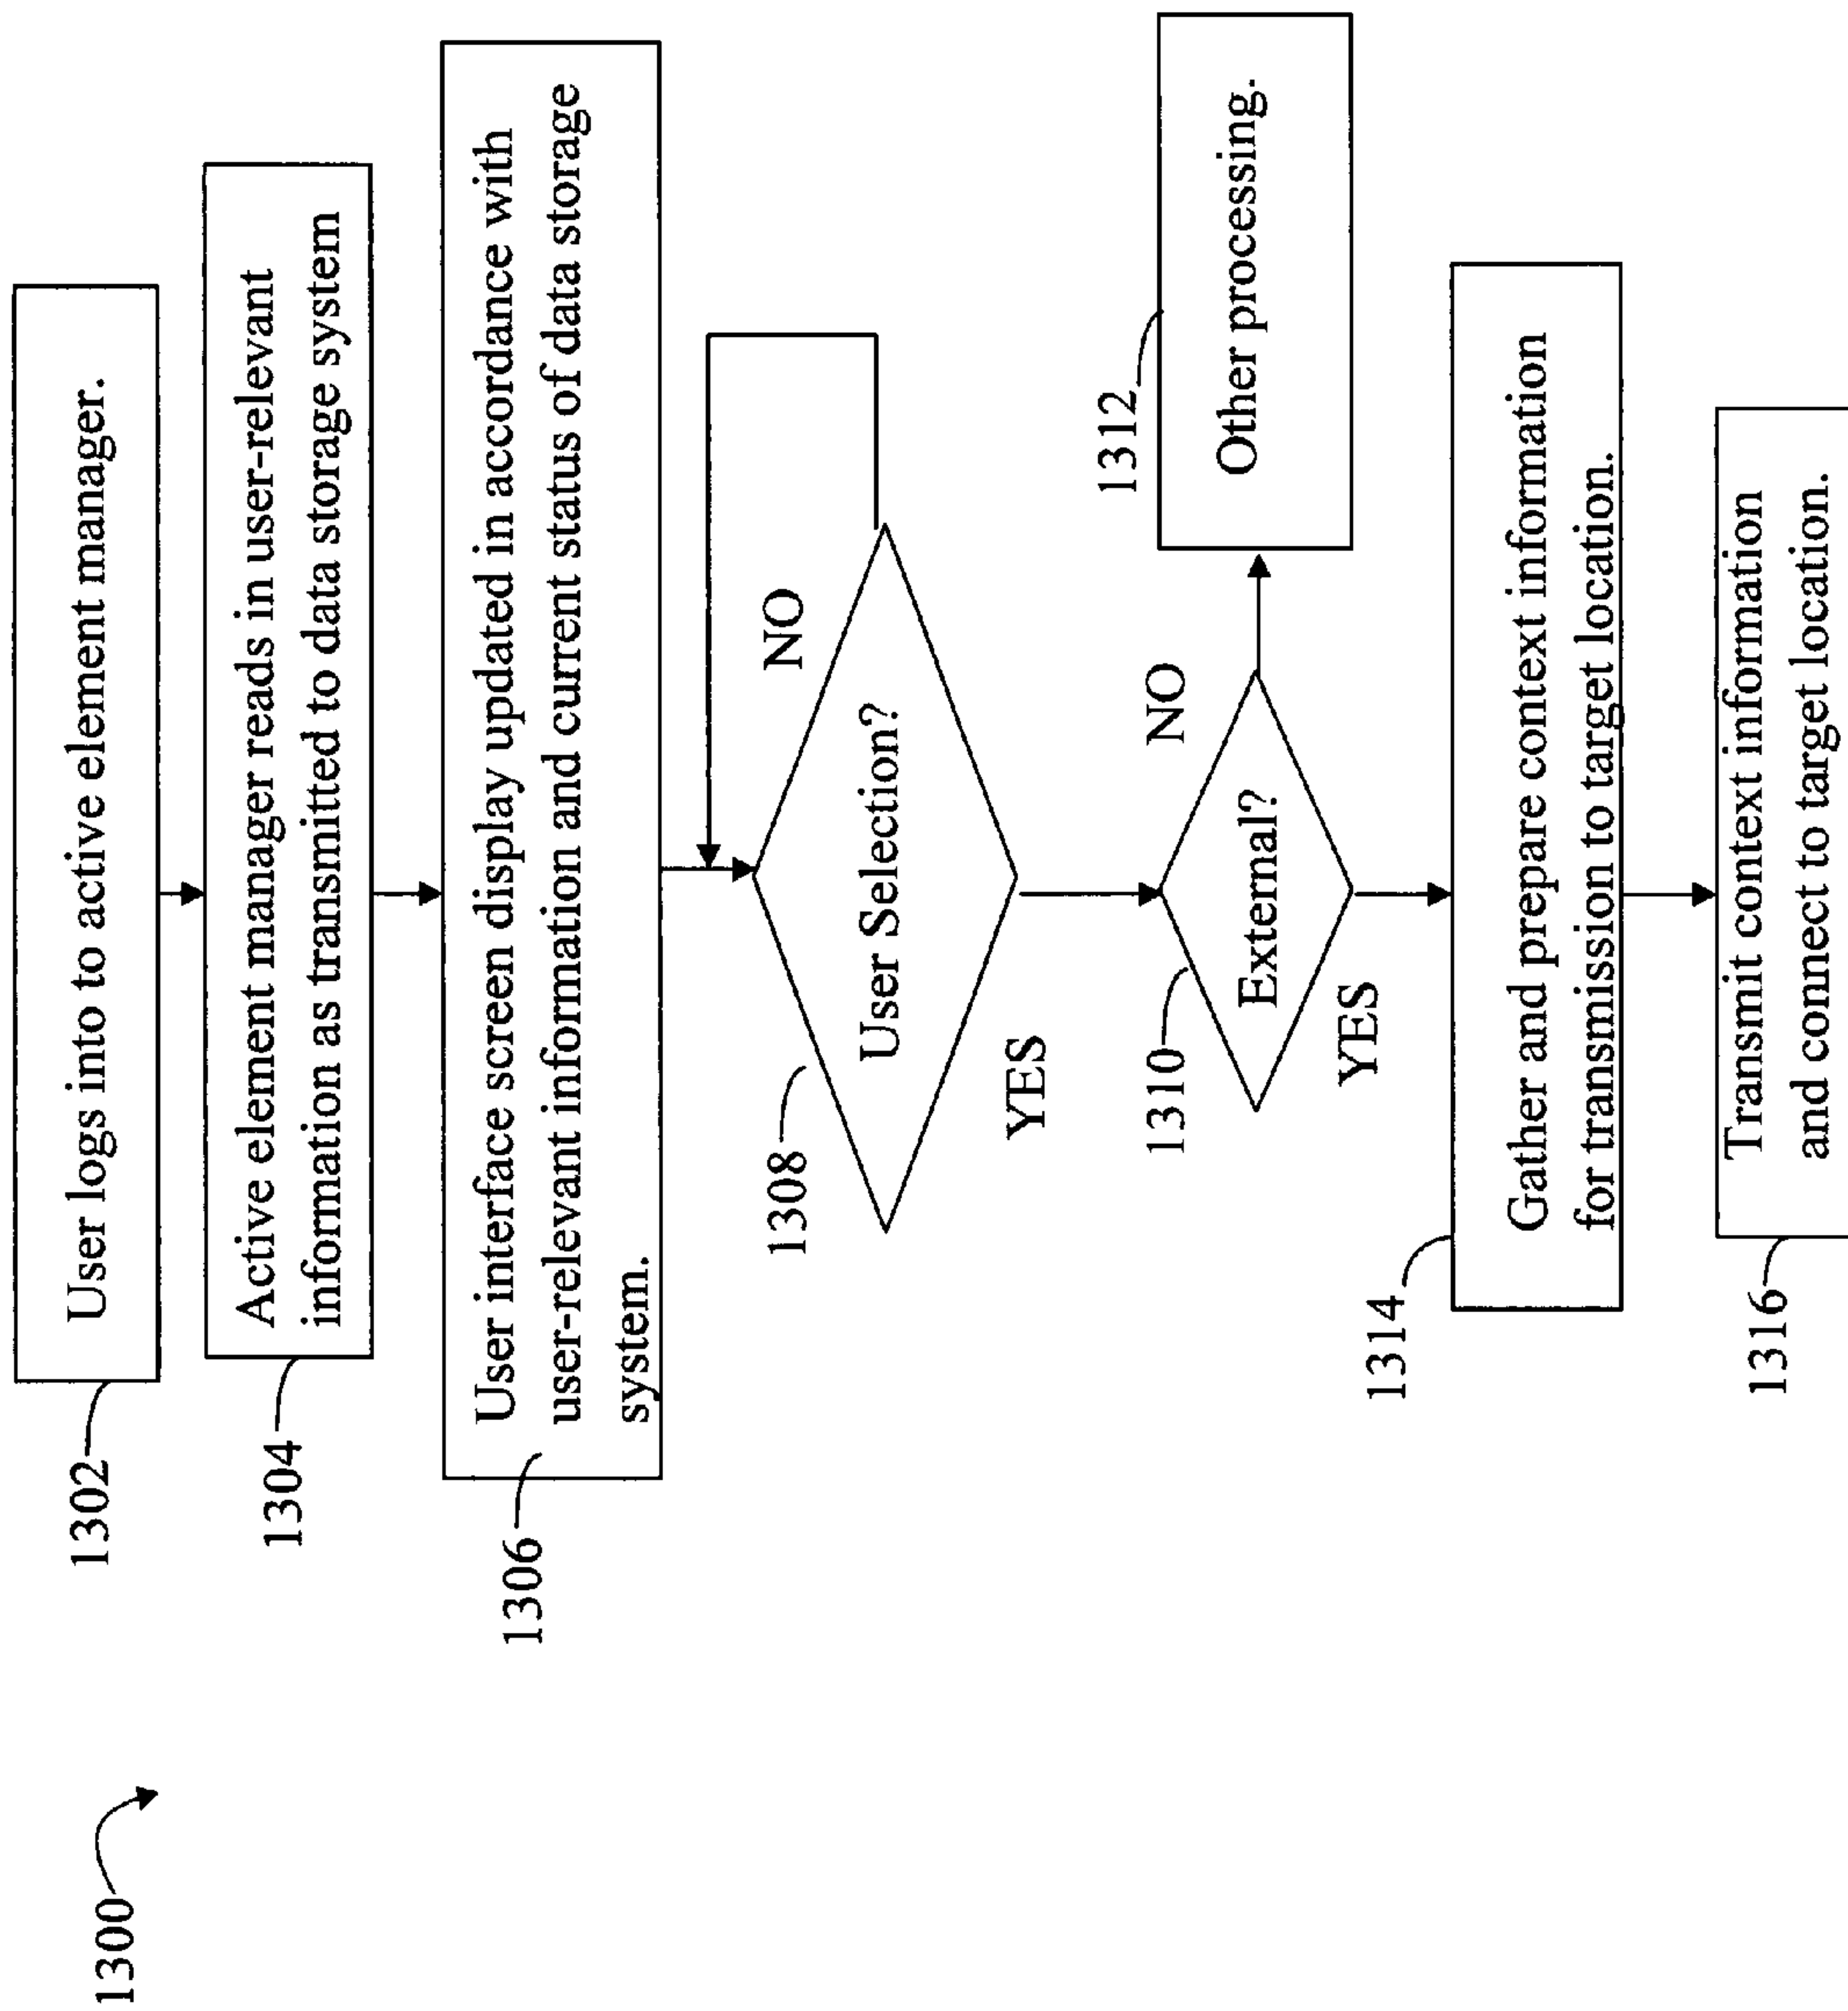 1300
1302
User logs into to active element manager.
1304
Active element manager reads in user-relevant
information as transmitted to data storage system
1306
User interface screen display updated in accordance with
user-relevant information and current status of data storage
system.
1308
User Selection?
NO
YES
1310
External?
NO
1312
Other processing.
YES
1314
Gather and prepare context information
for transmission to target location.
1316
Transmit context information
and connect to target location.